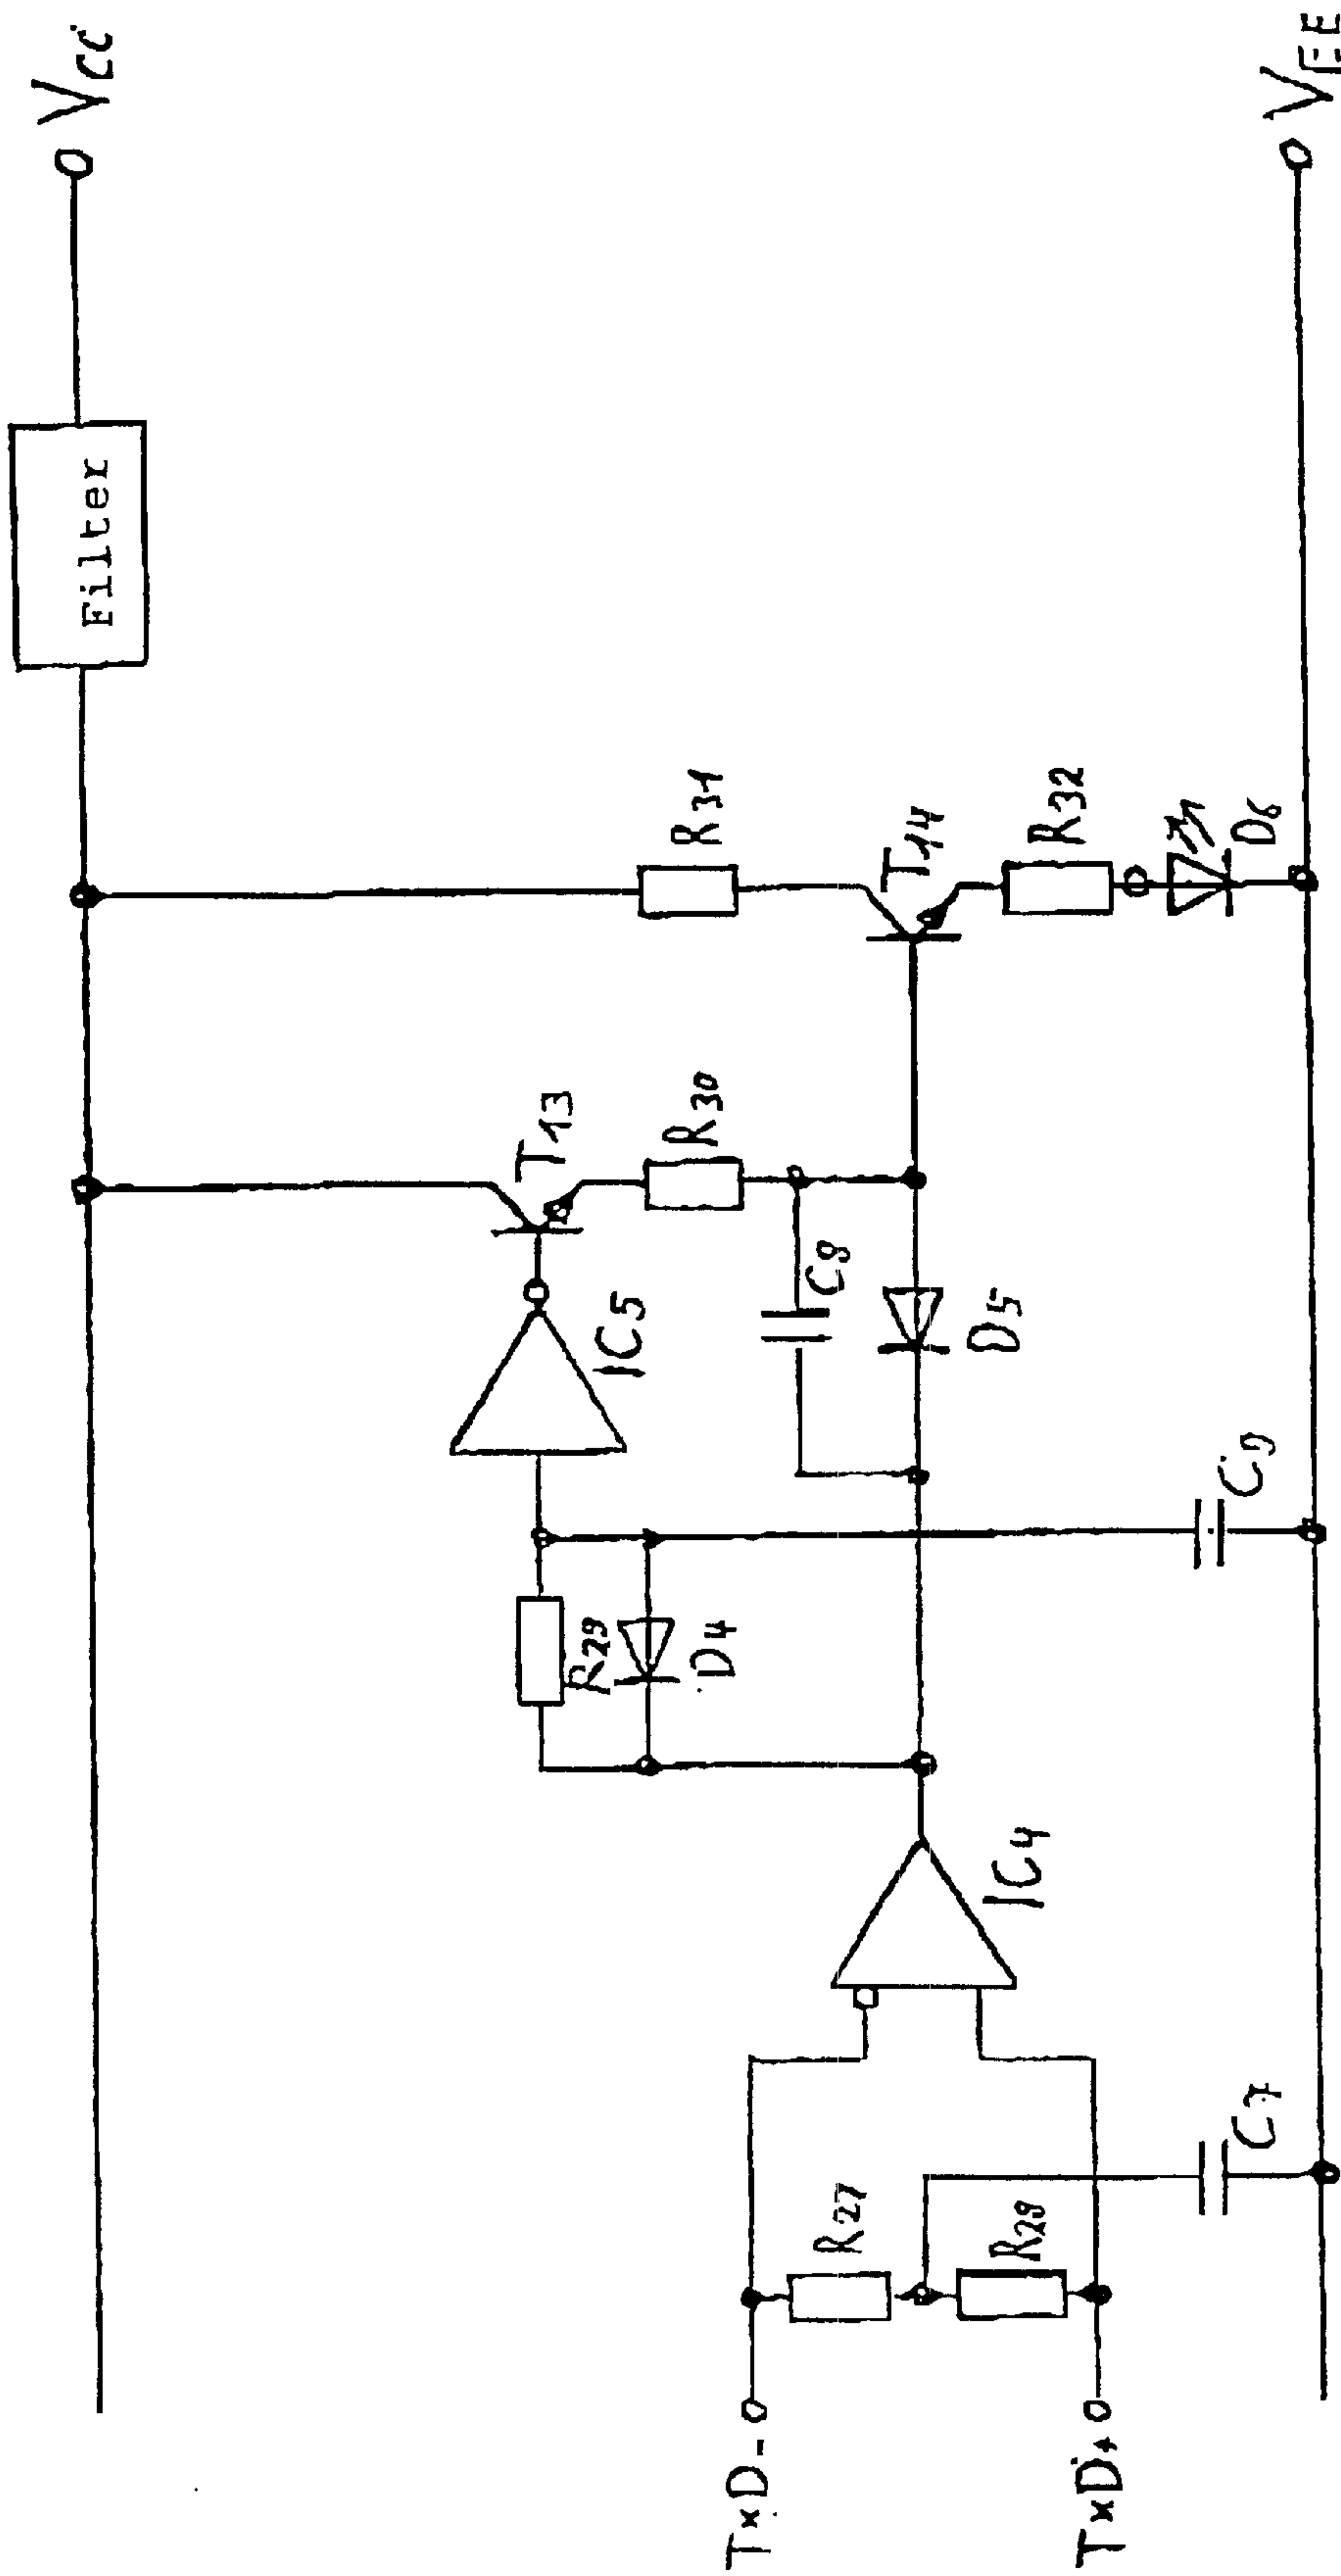 VCC
Filter
R31
T14
R32
D6
VEE
T13
R30
C8
D5
IC5
C9
R29
D4
IC4
R27
R28
C7
TxD-
TxD+